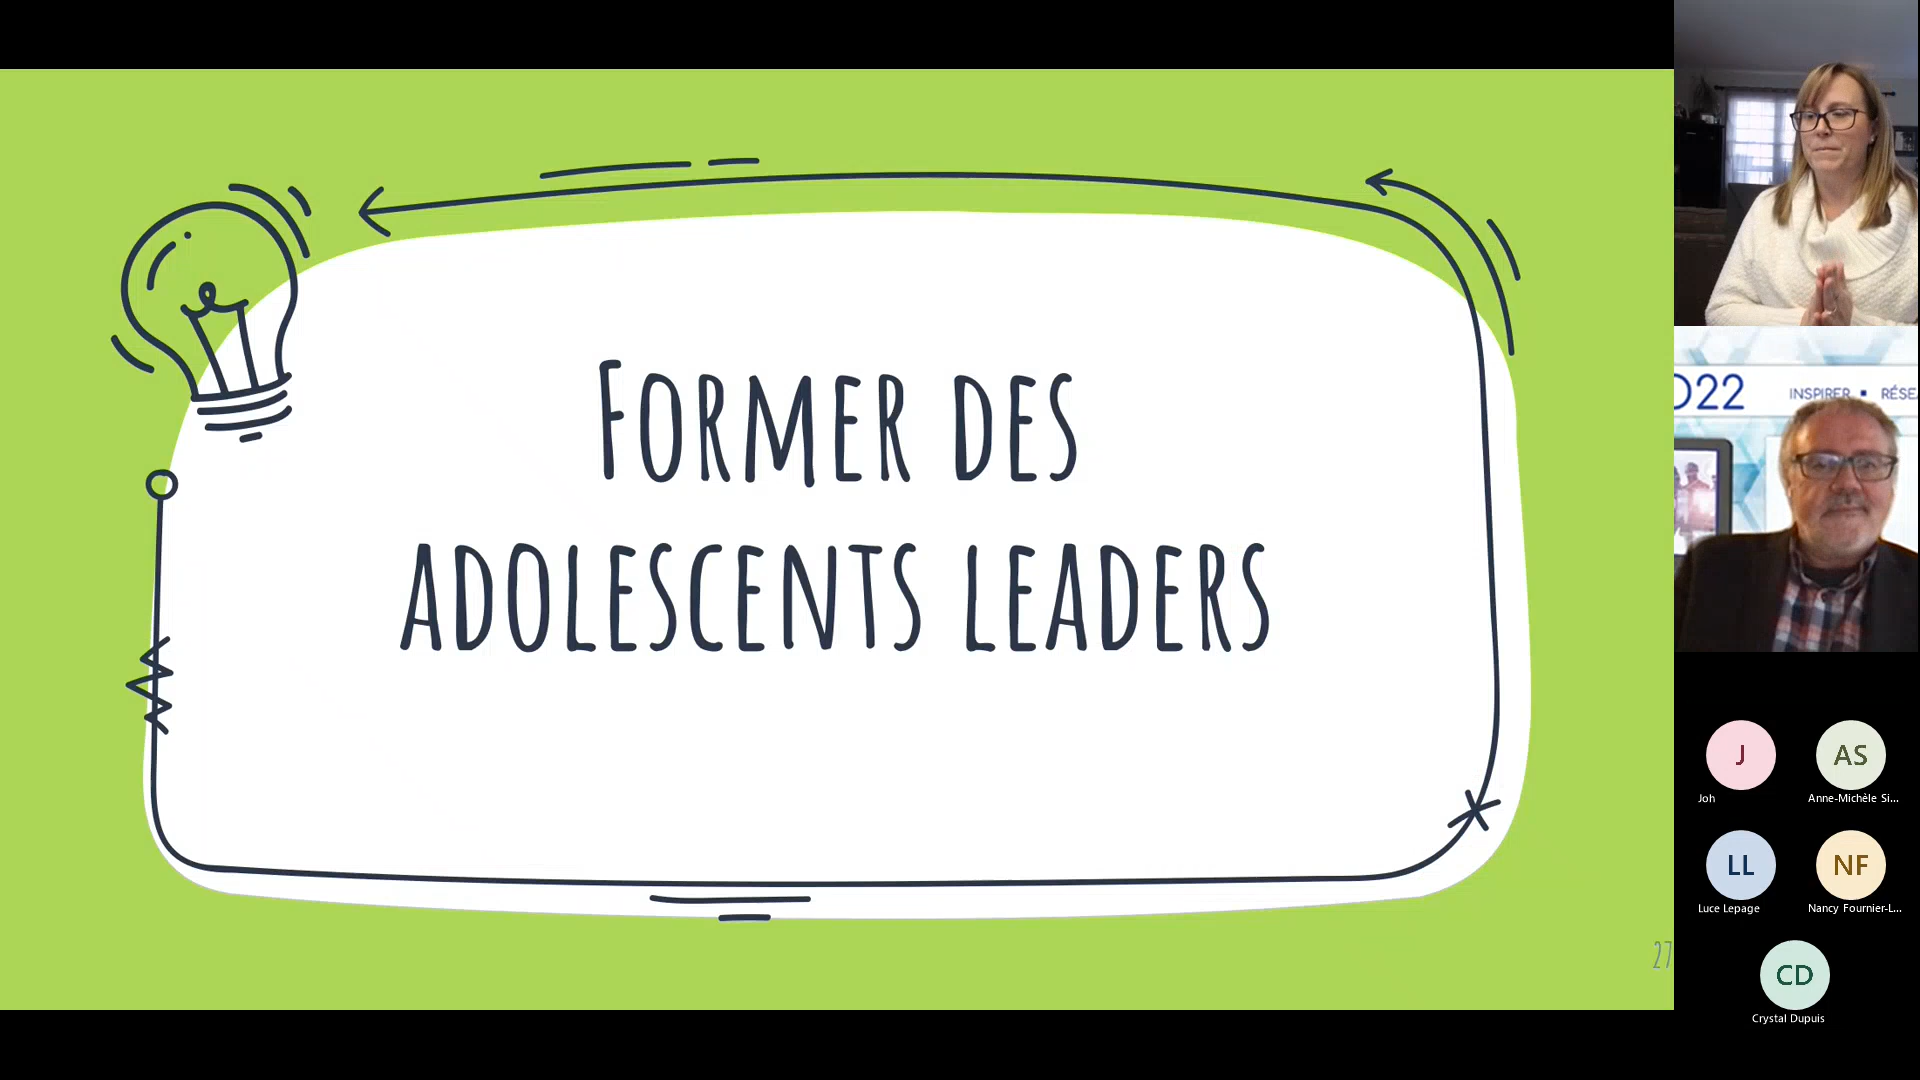 FORMER DES
ADOLESCENTS LEADERS
27
022
INSPIRER ▪ RÉSE
J
Joh
AS
Anne-Michèle Si...
LL
Luce Lepage
NF
Nancy Fournier-L...
CD
Crystal Dupuis